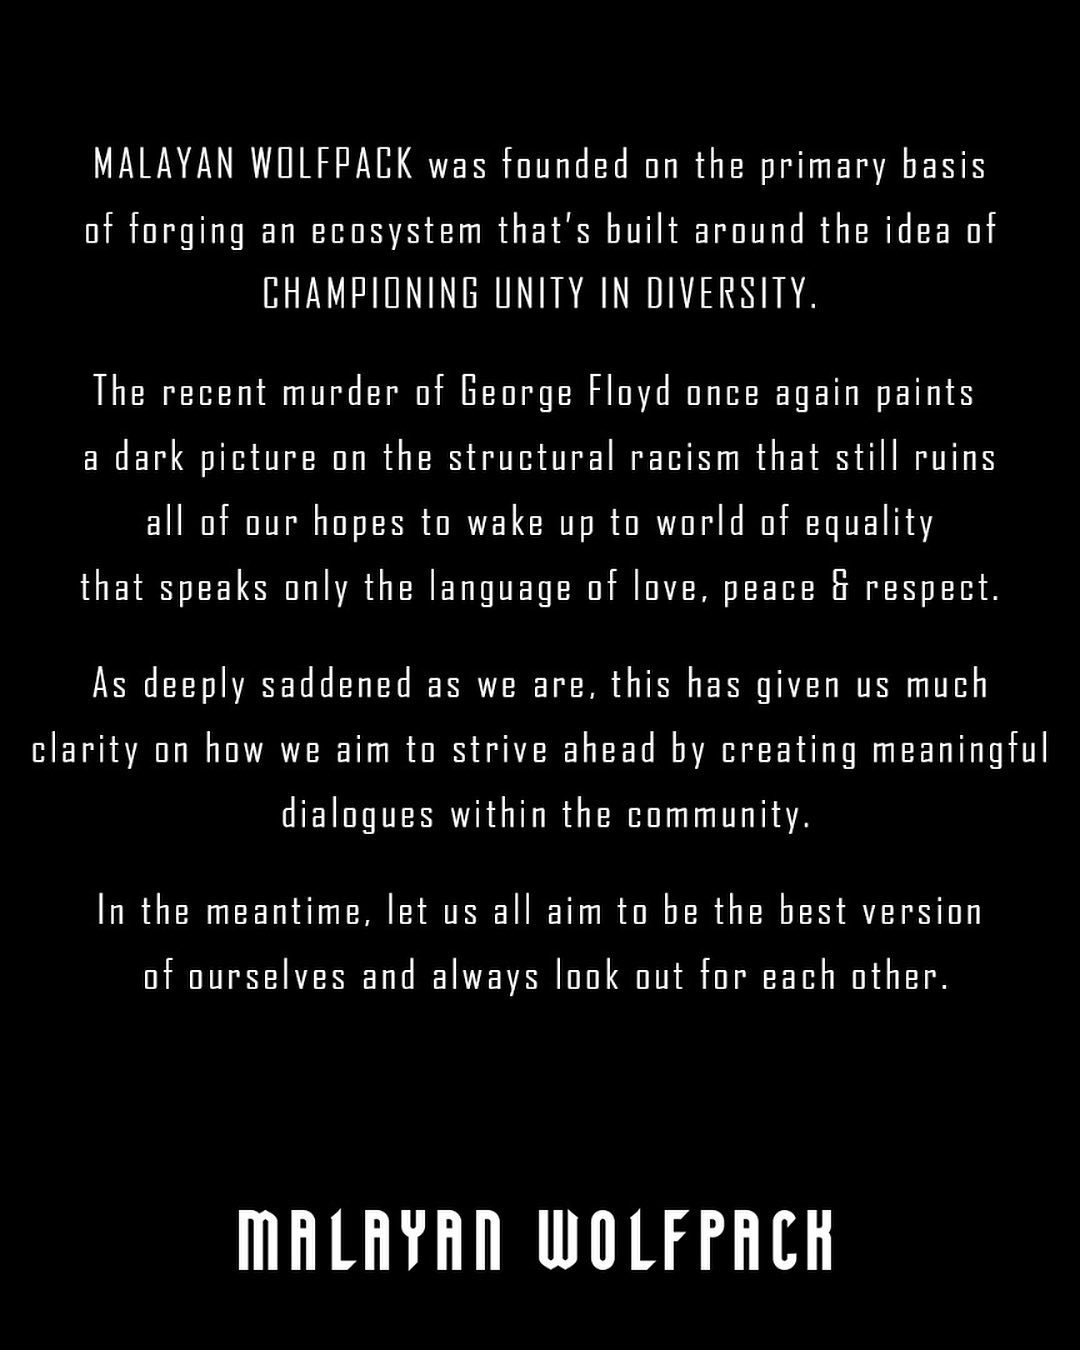 MALAYAN WOLFPACK was founded on the primary basis
of forging an ecosystem that's built around the idea of
CHAMPIONING UNITY IN DIVERSITY.
The recent murder of George Floyd once again paints
a dark picture on the structural racism that still ruins
all of our hopes to wake up to world of equality
that speaks only the language of love, peace & respect.
As deeply saddened as we are, this has given us much
clarity on how we aim to strive ahead by creating meaningful
dialogues within the community.
In the meantime, let us all aim to be the best version
of ourselves and always look out for each other.
MALAYAN WOLFPACK